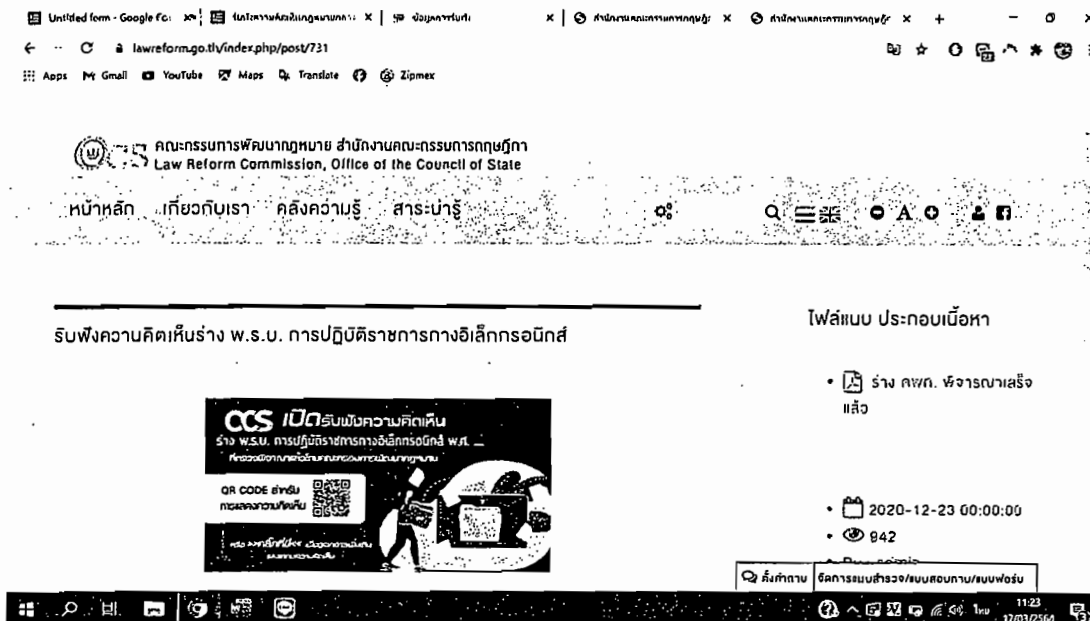 Untitled form - Google Fo
lawreform.go.th/index.php/post/731
Apps Gmail YouTube Maps Translate Zipmex
คณะกรรมการพัฒนากฎหมาย สำนักงานคณะกรรมการกฤษฎีกา
Law Reform Commission, Office of the Council of State
หน้าหลัก เกี่ยวกับเรา คลังความรู้ สาระน่ารู้
A
รับฟังความคิดเห็นร่าง พ.ร.บ. การปฏิบัติราชการทางอิเล็กทรอนิกส์
ไฟล์แนบ ประกอบเนื้อหา
ร่าง คพก. พิจารณาเสร็จ
แล้ว
เปิดรับฟังความคิดเห็น
ร่าง พ.ร.บ. การปฏิบัติราชการทางอิเล็กทรอนิกส์ พ.ศ. ...
QR CODE สำหรับ
การแสดงความคิดเห็น
2020-12-23 00:00:00
842
ตั้งคำถาม
จัดการแบบสำรวจ/แบบสอบถาม/แบบฟอร์ม
ไทย
11:23
12/03/2564